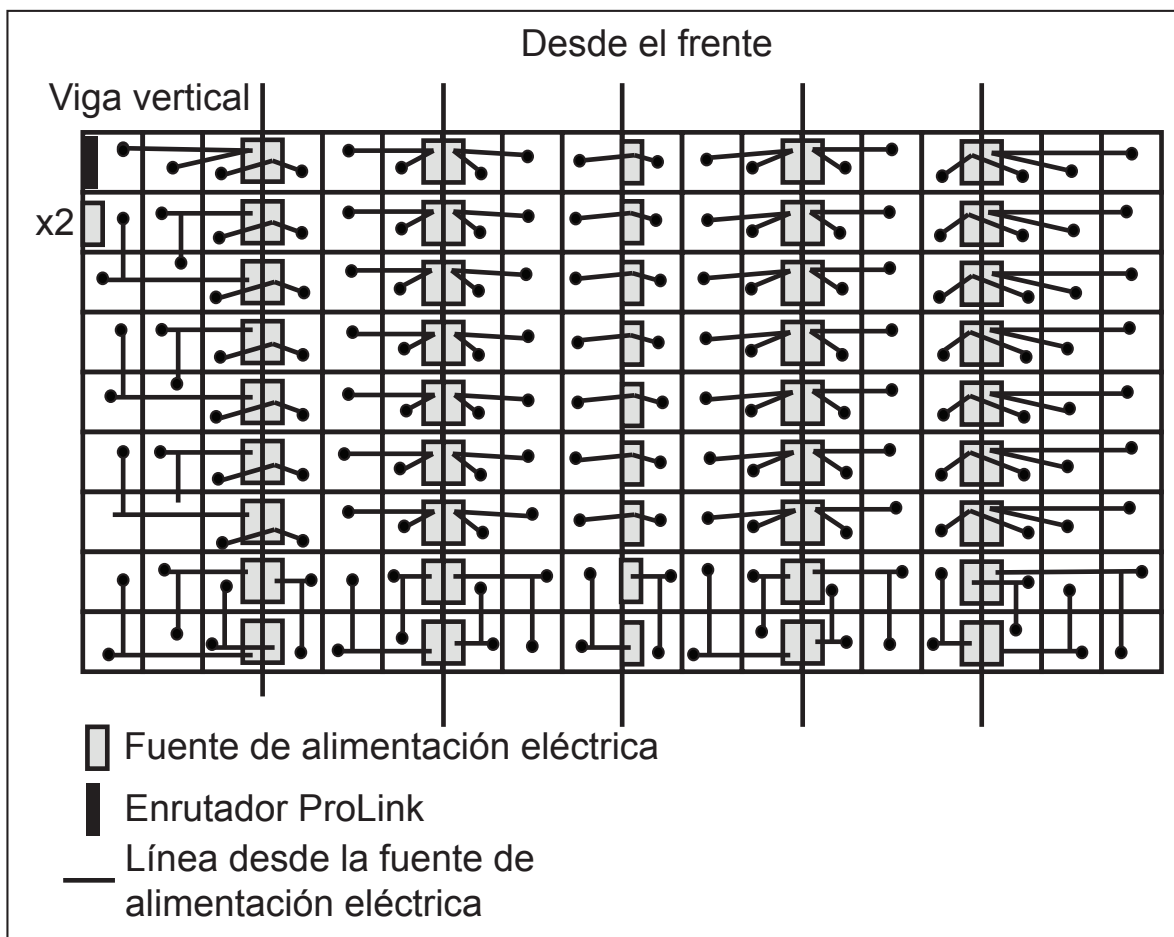 Desde el frente
Viga vertical
x2
Fuente de alimentación eléctrica
Enrutador ProLink
Línea desde la fuente de
alimentación eléctrica